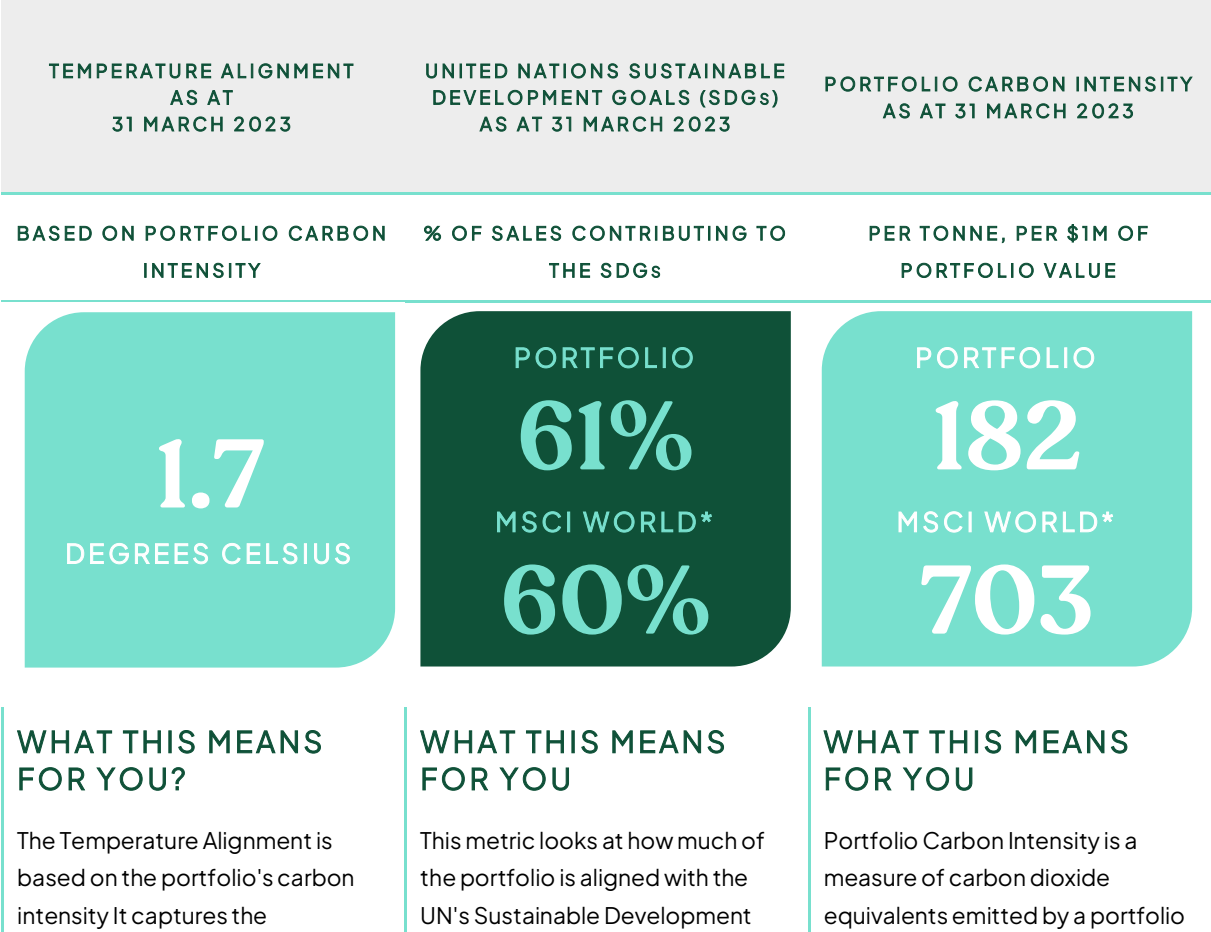 TEMPERATURE ALIGNMENT
AS AT
31 MARCH 2023
UNITED NATIONS SUSTAINABLE
DEVELOPMENT GOALS (SDGs)
AS AT 31 MARCH 2023
PORTFOLIO CARBON INTENSITY
AS AT 31 MARCH 2023
BASED ON PORTFOLIO CARBON
INTENSITY
% OF SALES CONTRIBUTING TO
THE SDGs
PER TONNE, PER $1M OF
PORTFOLIO VALUE
1.7
DEGREES CELSIUS
PORTFOLIO
61%
MSCI WORLD*
60%
PORTFOLIO
182
MSCI WORLD*
703
WHAT THIS MEANS
FOR YOU?
The Temperature Alignment is
based on the portfolio's carbon
intensity It captures the
WHAT THIS MEANS
FOR YOU
This metric looks at how much of
the portfolio is aligned with the
UN's Sustainable Development
WHAT THIS MEANS
FOR YOU
Portfolio Carbon Intensity is a
measure of carbon dioxide
equivalents emitted by a portfolio